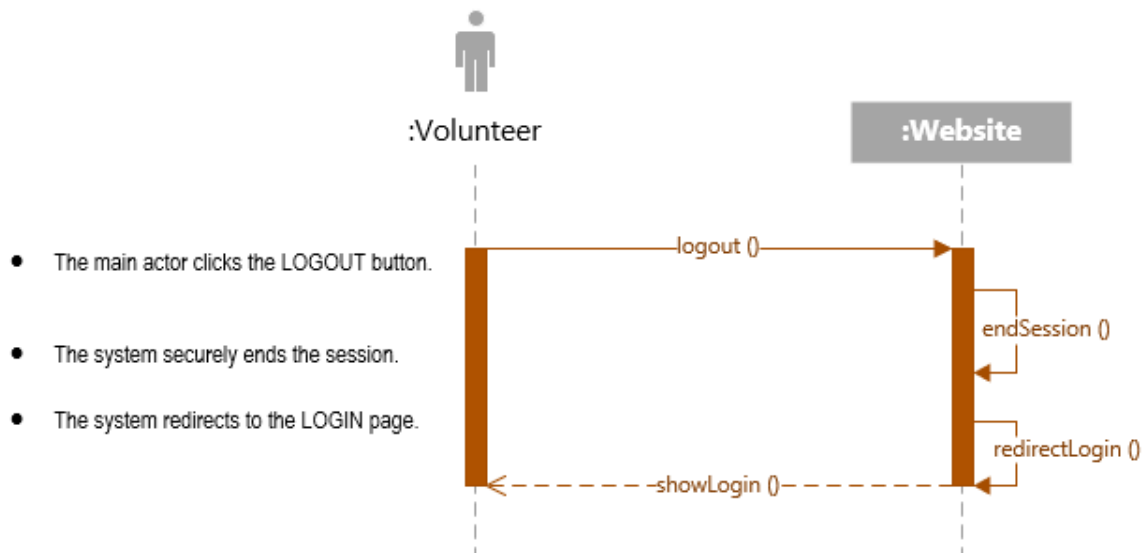 :Volunteer
:Website
● The main actor clicks the LOGOUT button.
logout ()
endSession ()
● The system securely ends the session.
● The system redirects to the LOGIN page.
redirectLogin ()
showLogin ()